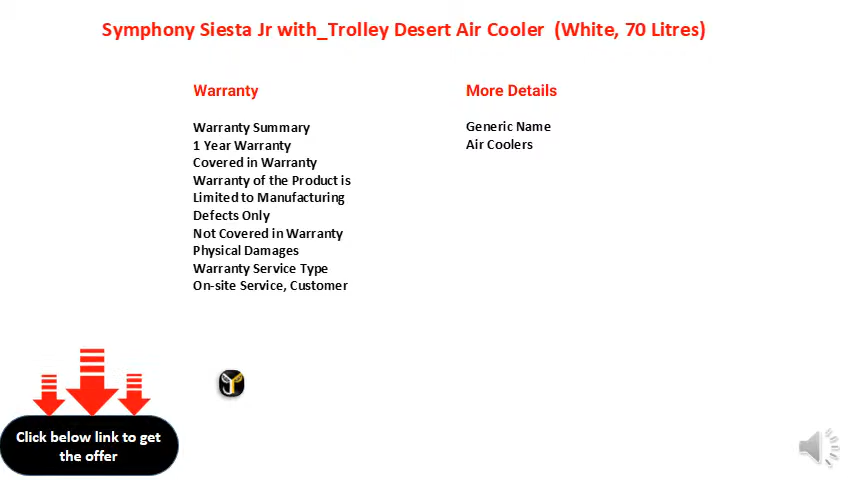 Symphony Siesta Jr with_Trolley Desert Air Cooler (White, 70 Litres)
Warranty
Warranty Summary
1 Year Warranty
Covered in Warranty
Warranty of the Product is
Limited to Manufacturing
Defects Only
Not Covered in Warranty
Physical Damages
Warranty Service Type
On-site Service, Customer
More Details
Generic Name
Air Coolers
Click below link to get
the offer